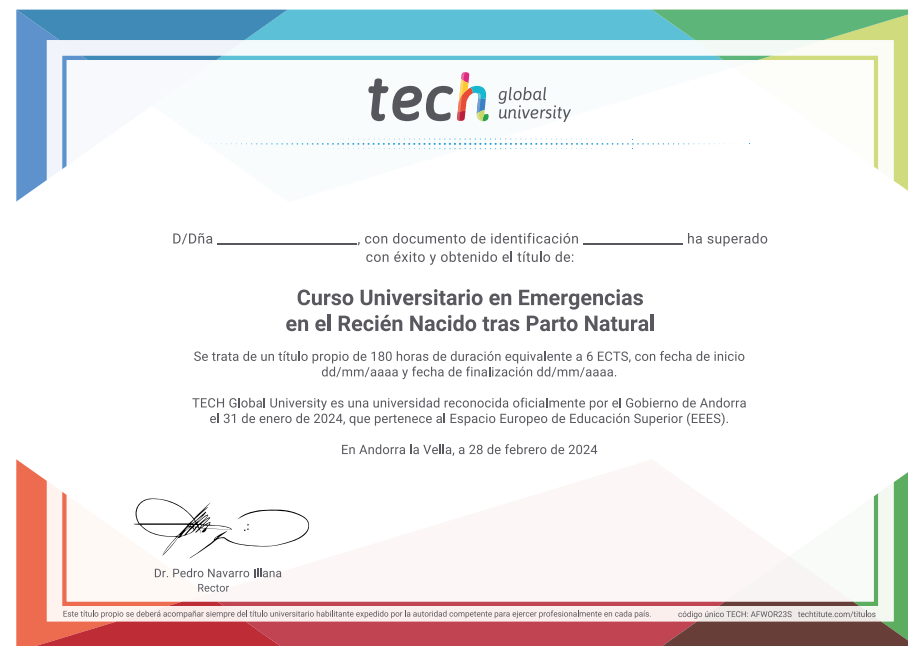 tech global university
D/Dña ____________________, con documento de identificación ______________ ha superado
con éxito y obtenido el título de:
Curso Universitario en Emergencias
en el Recién Nacido tras Parto Natural
Se trata de un título propio de 180 horas de duración equivalente a 6 ECTS, con fecha de inicio
dd/mm/aaaa y fecha de finalización dd/mm/aaaa.
TECH Global University es una universidad reconocida oficialmente por el Gobierno de Andorra
el 31 de enero de 2024, que pertenece al Espacio Europeo de Educación Superior (EEES).
En Andorra la Vella, a 28 de febrero de 2024
Dr. Pedro Navarro Illana
Rector
Este título propio se deberá acompañar siempre del título universitario habilitante expedido por la autoridad competente para ejercer profesionalmente en cada país. código único TECH: AFWOR23S techtitute.com/titulos